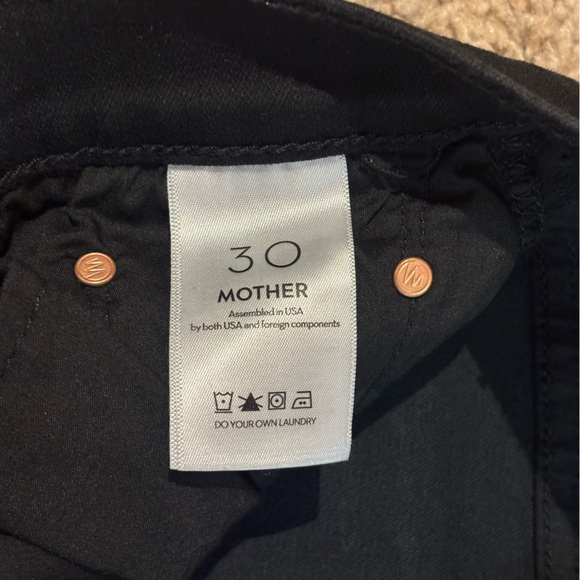 30
MOTHER
Assembled in USA
by both USA and foreign components
DO YOUR OWN LAUNDRY